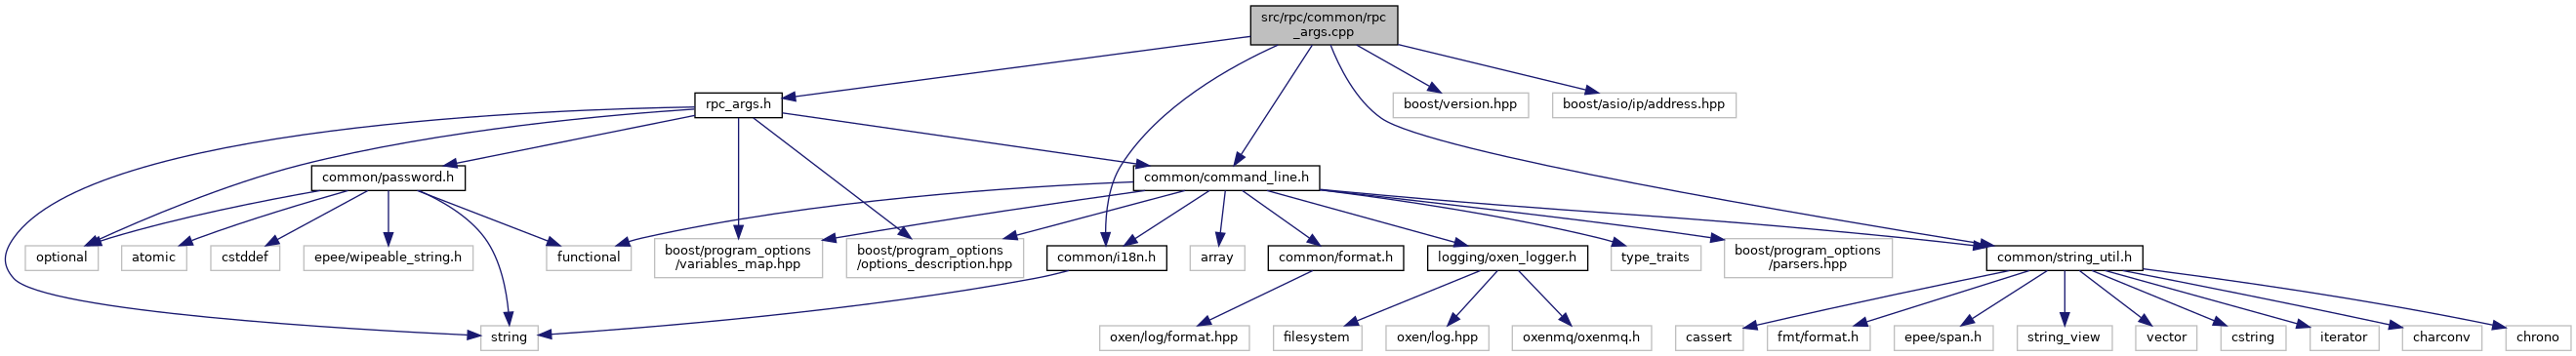 src/rpc/common/rpc
_args.cpp
rpc_args.h
boost/version.hpp
boost/asio/ip/address.hpp
common/password.h
common/command_line.h
optional
atomic
cstddef
epee/wipeable_string.h
functional
boost/program_options
/variables_map.hpp
boost/program_options
/options_description.hpp
common/i18n.h
array
common/format.h
logging/oxen_logger.h
type_traits
boost/program_options
/parsers.hpp
common/string_util.h
string
oxen/log/format.hpp
filesystem
oxen/log.hpp
oxenmq/oxenmq.h
cassert
fmt/format.h
epee/span.h
string_view
vector
cstring
iterator
charconv
chrono